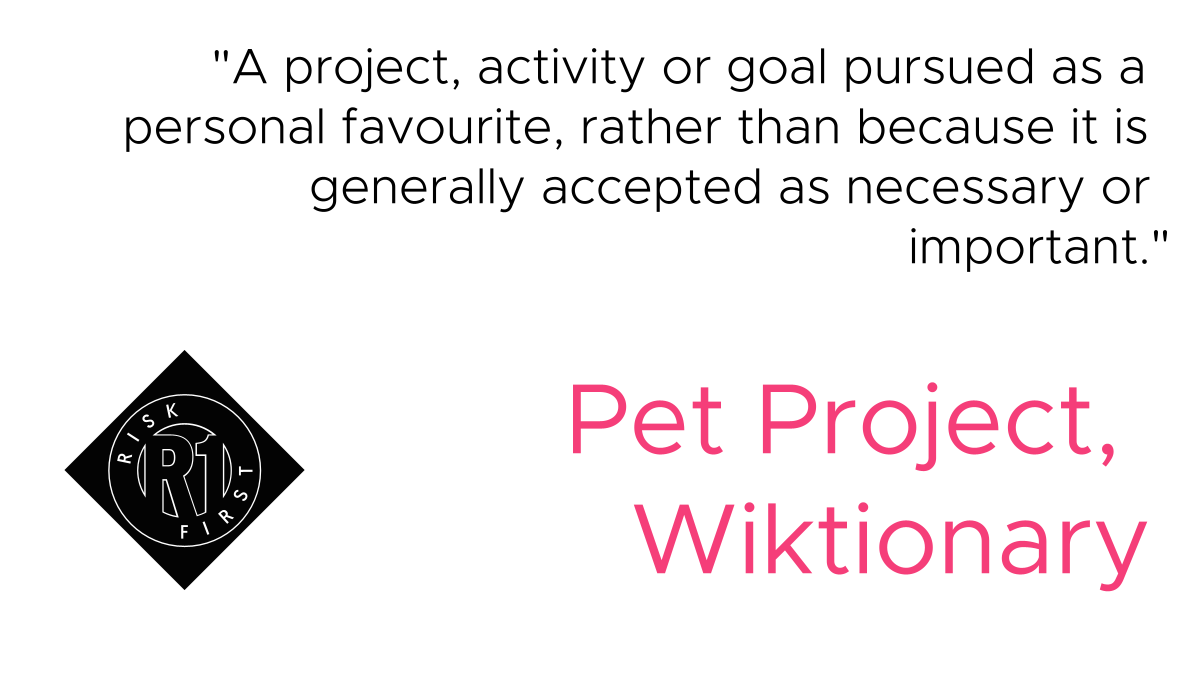 "A project, activity or goal pursued as a
personal favourite, rather than because it is
generally accepted as necessary or
important."
Pet Project,
Wiktionary
RISK
R1
FIRST